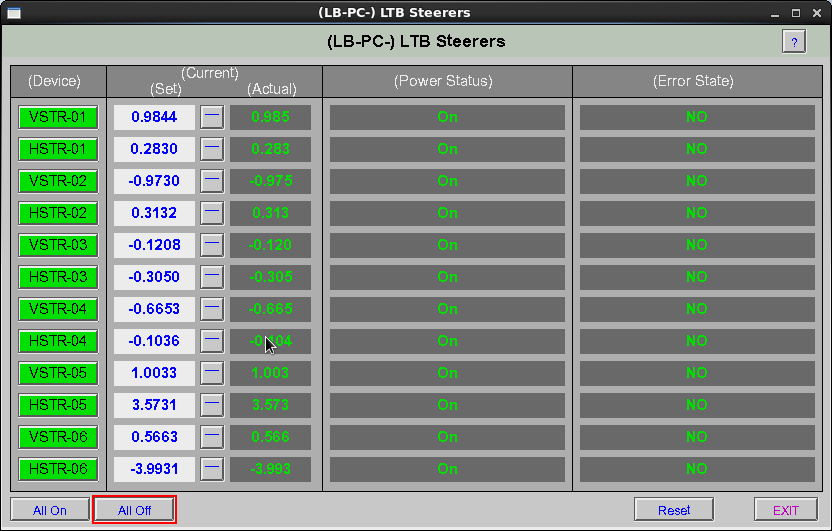 (LB-PC-) LTB Steerers
(LB-PC-) LTB Steerers ?
(Device) (Current) (Set) (Actual) (Power Status) (Error State)
VSTR-01 0.9844 0.985 On NO
HSTR-01 0.2830 0.283 On NO
VSTR-02 -0.9730 -0.975 On NO
HSTR-02 0.3132 0.313 On NO
VSTR-03 -0.1208 -0.120 On NO
HSTR-03 -0.3050 -0.305 On NO
VSTR-04 -0.6653 -0.665 On NO
HSTR-04 -0.1036 On NO
VSTR-05 1.0033 1.003 On NO
HSTR-05 3.5731 3.573 On NO
VSTR-06 0.5663 0.566 On NO
HSTR-06 -3.9931 -3.993 On NO
All On All Off Reset EXIT